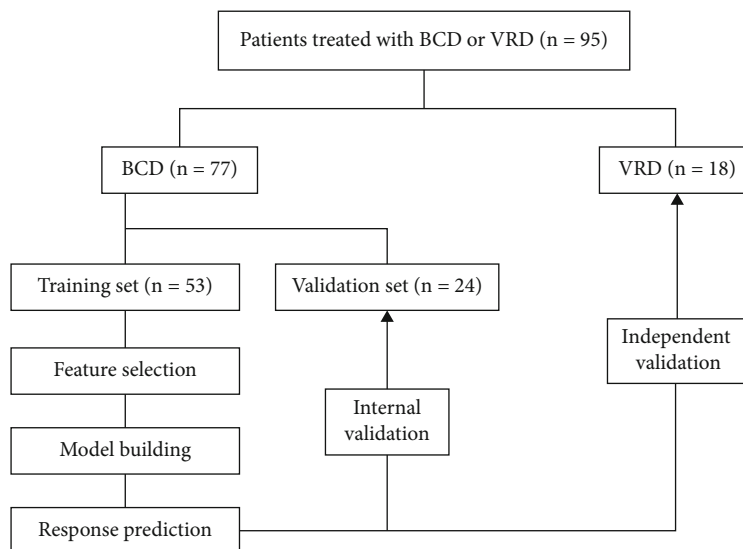 Patients treated with BCD or VRD (n = 95)
BCD (n = 77)
VRD (n = 18)
Training set (n = 53)
Validation set (n = 24)
Feature selection
Independent
validation
Internal
validation
Model building
Response prediction